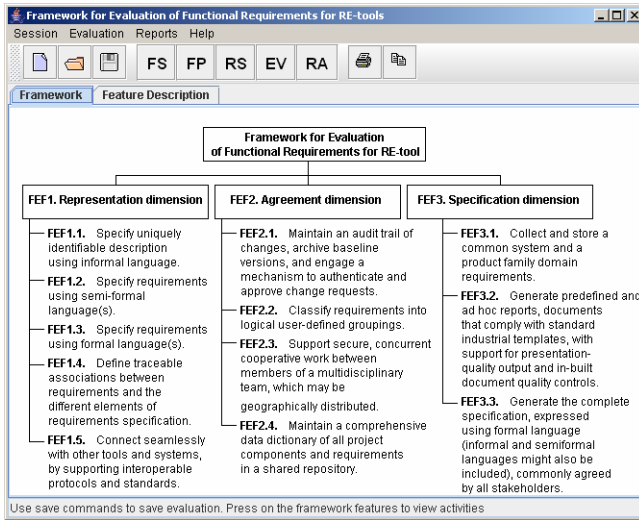 Framework for Evaluation of Functional Requirements for RE-tools
Session Evaluation Reports Help
FS FP RS EV RA
Framework Feature Description
Framework for Evaluation
of Functional Requirements for RE-tool
FEF1. Representation dimension
FEF1.1. Specify uniquely
identifiable description
using informal language.
FEF1.2. Specify requirements
using semi-formal
language(s).
FEF1.3. Specify requirements
using formal language(s).
FEF1.4. Define traceable
associations between
requirements and the
different elements of
requirements specification.
FEF1.5. Connect seamlessly
with other tools and systems,
by supporting interoperable
protocols and standards.
FEF2. Agreement dimension
FEF2.1. Maintain an audit trail of
changes, archive baseline
versions, and engage a
mechanism to authenticate and
approve change requests.
FEF2.2. Classify requirements into
logical user-defined groupings.
FEF2.3. Support secure, concurrent
cooperative work between
members of a multidisciplinary
team, which may be
geographically distributed.
FEF2.4. Maintain a comprehensive
data dictionary of all project
components and requirements
in a shared repository.
FEF3. Specification dimension
FEF3.1. Collect and store a
common system and a
product family domain
requirements.
FEF3.2. Generate predefined and
ad hoc reports, documents
that comply with standard
industrial templates, with
support for presentation-
quality output and in-built
document quality controls.
FEF3.3. Generate the complete
specification, expressed
using formal language
(informal and semiformal
languages might also be
included), commonly agreed
by all stakeholders.
Use save commands to save evaluation. Press on the framework features to view activities